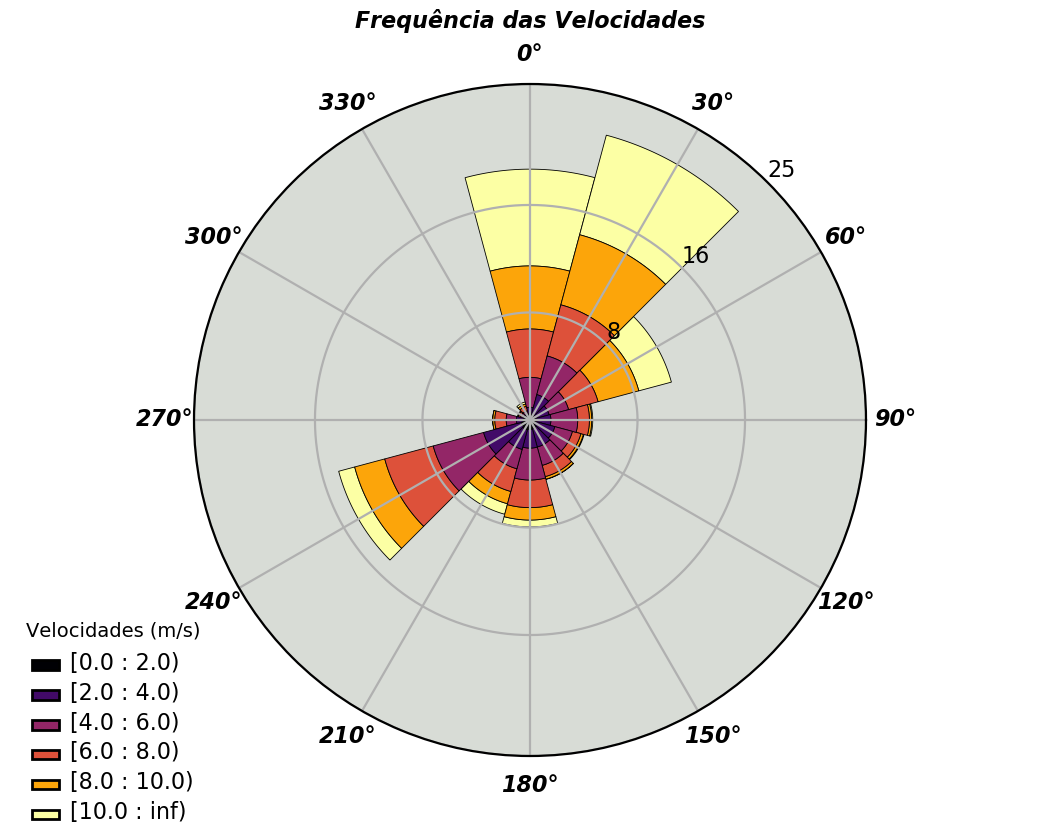 Frequência das Velocidades
0°
330°
30°
25
300°
60°
16
8
270°
90°
240°
120°
210°
150°
180°
Velocidades (m/s)
[0.0 : 2.0)
[2.0 : 4.0)
[4.0 : 6.0)
[6.0 : 8.0)
[8.0 : 10.0)
[10.0 : inf)